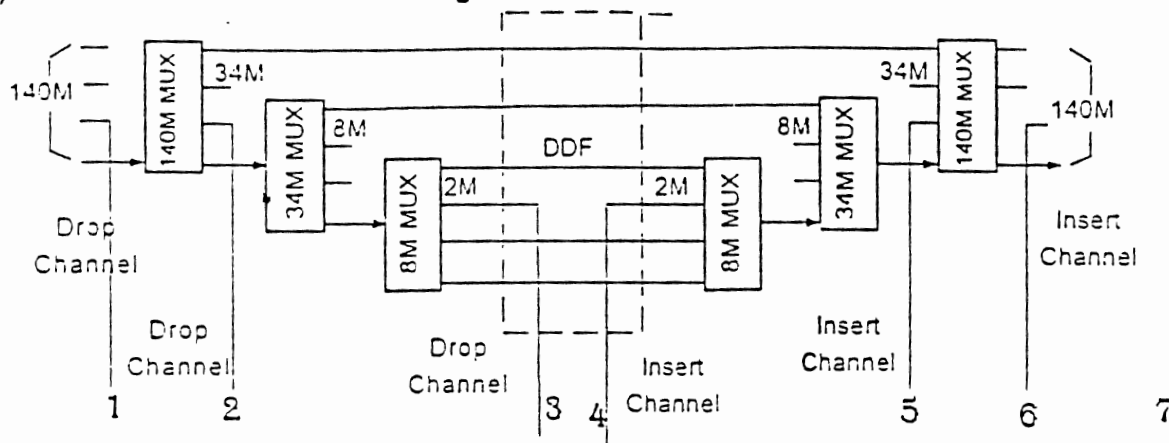 140M
140M MUX
34M
34M MUX
8M
8M MUX
2M
DDF
2M
8M MUX
8M
34M MUX
34M
140M MUX
140M
Drop
Channel
Drop
Channel
Drop
Channel
Insert
Channel
Insert
Channel
Insert
Channel
1
2
3
4
5
6
7